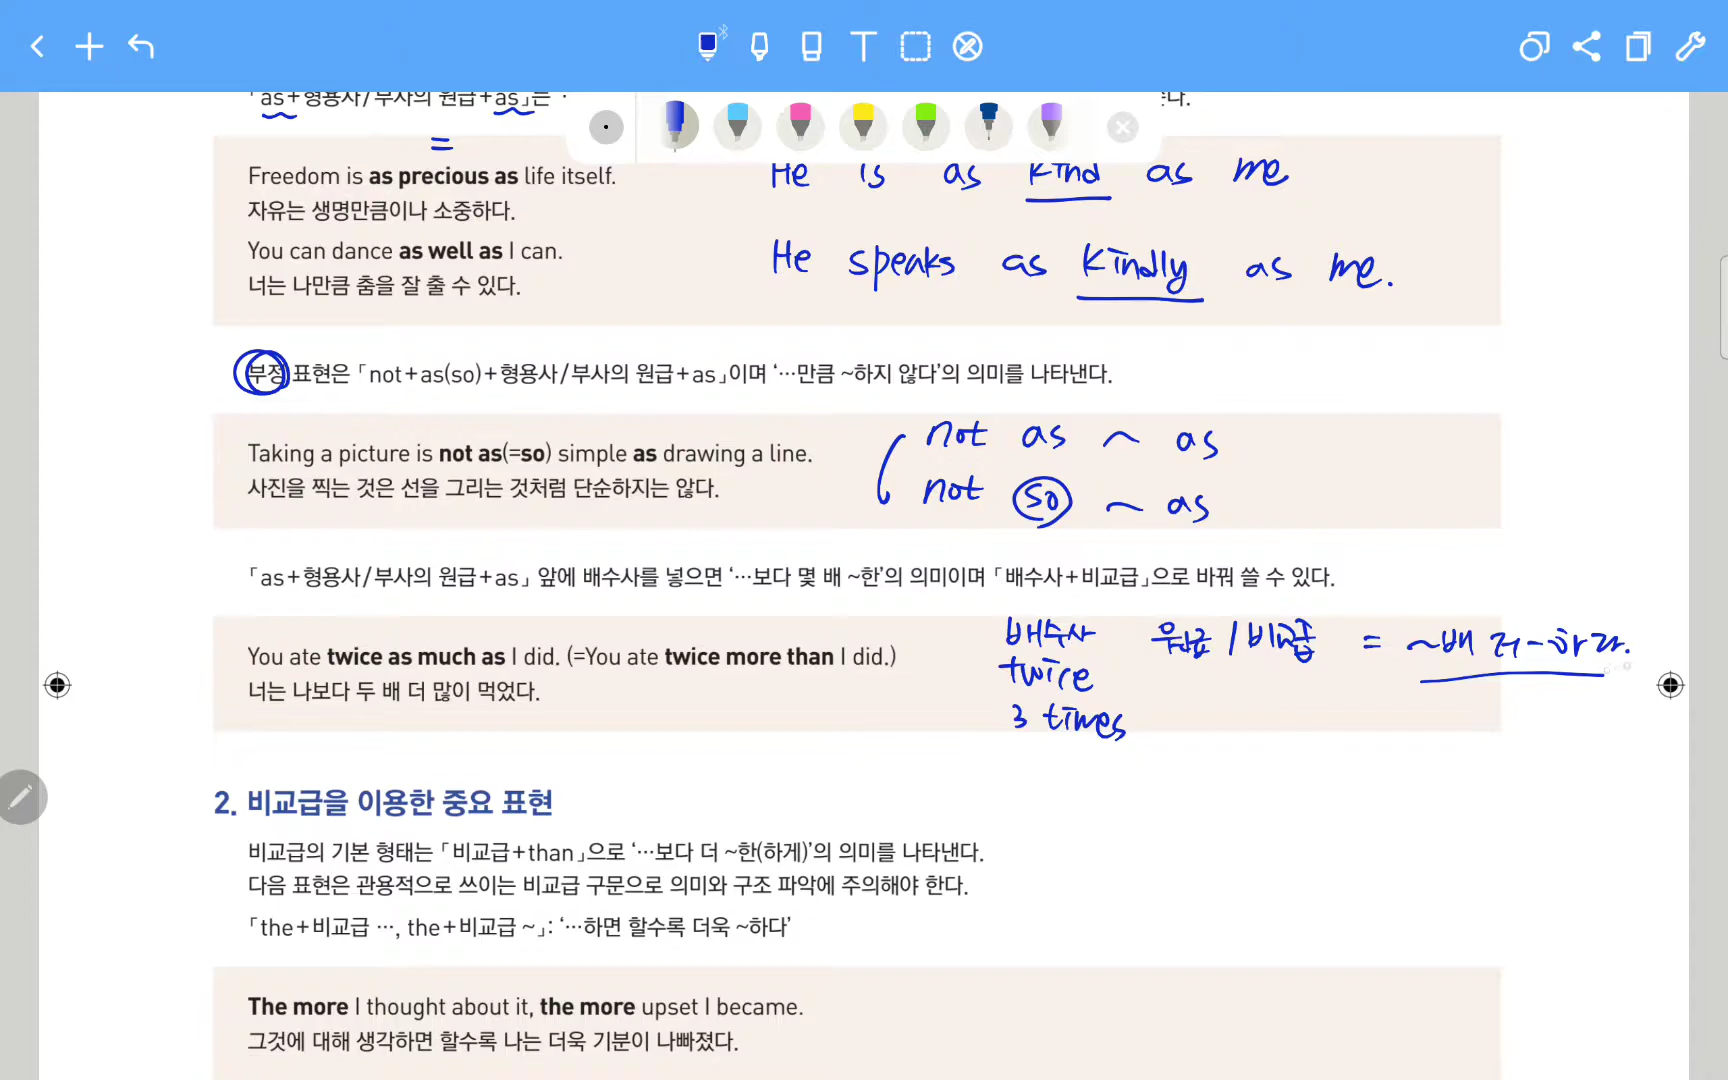 「as+형용사/부사의 원급+as」는
He is as kind as me
Freedom is as precious as life itself.
자유는 생명만큼이나 소중하다.
You can dance as well as I can.
He speaks as kindly as me.
너는 나만큼 춤을 잘 출 수 있다.
부정 표현은 「not+as(so)+형용사/부사의 원급+as」이며 ‘…만큼 ~하지 않다’의 의미를 나타낸다.
not as ~ as
Taking a picture is not as(=so) simple as drawing a line.
사진을 찍는 것은 선을 그리는 것처럼 단순하지는 않다.
not so ~ as
「as+형용사/부사의 원급+as」 앞에 배수사를 넣으면 ‘…보다 몇 배 ~한’의 의미이며 「배수사+비교급」으로 바꿔 쓸 수 있다.
배수사 원급/비교급 = ~배 더 ~하다.
You ate twice as much as I did. (=You ate twice more than I did.)
twice
너는 나보다 두 배 더 많이 먹었다.
3 times
2. 비교급을 이용한 중요 표현
비교급의 기본 형태는 「비교급+than」으로 ‘…보다 더 ~한(하게)’의 의미를 나타낸다.
다음 표현은 관용적으로 쓰이는 비교급 구문으로 의미와 구조 파악에 주의해야 한다.
「the+비교급 …, the+비교급 ~」: ‘…하면 할수록 더욱 ~하다’
The more I thought about it, the more upset I became.
그것에 대해 생각하면 할수록 나는 더욱 기분이 나빠졌다.